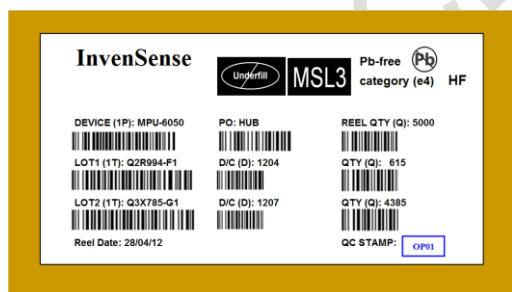 InvenSense
Underfill
MSL3
Pb-free
category (e4)
Pb
HF
DEVICE (1P): MPU-6050
PO: HUB
REEL QTY (Q): 5000
LOT1 (1T): Q2R994-F1
D/C (D): 1204
QTY (Q): 615
LOT2 (1T): Q3X785-G1
D/C (D): 1207
QTY (Q): 4385
Reel Date: 28/04/12
QC STAMP:
OP01